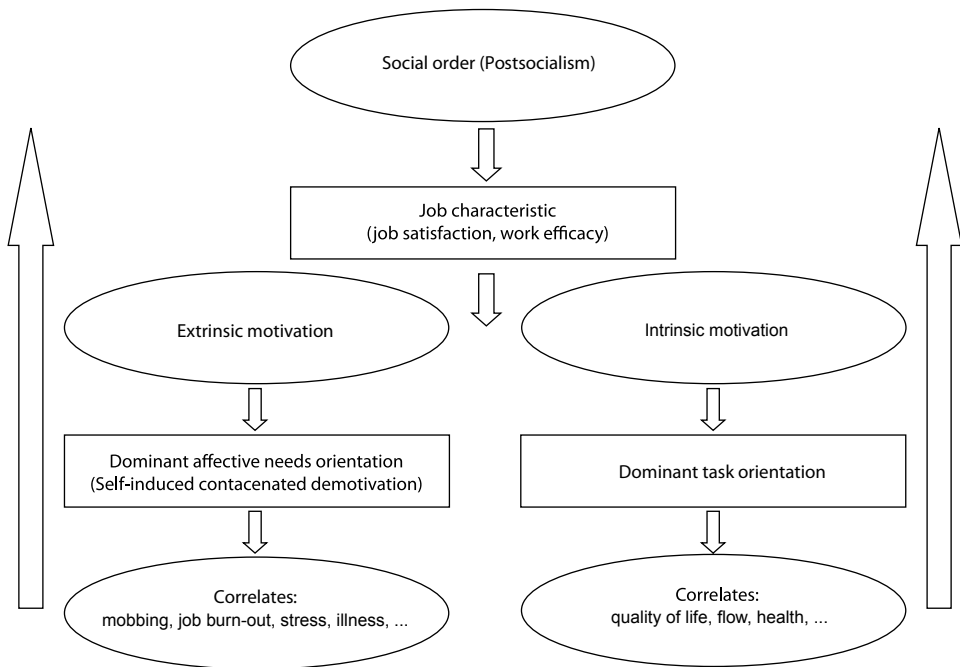 Social order (Postsocialism)
Job characteristic
(job satisfaction, work efficacy)
Extrinsic motivation
Intrinsic motivation
Dominant affective needs orientation
(Self-induced contacenated demotivation)
Dominant task orientation
Correlates:
mobbing, job burn-out, stress, illness, ...
Correlates:
quality of life, flow, health, ...